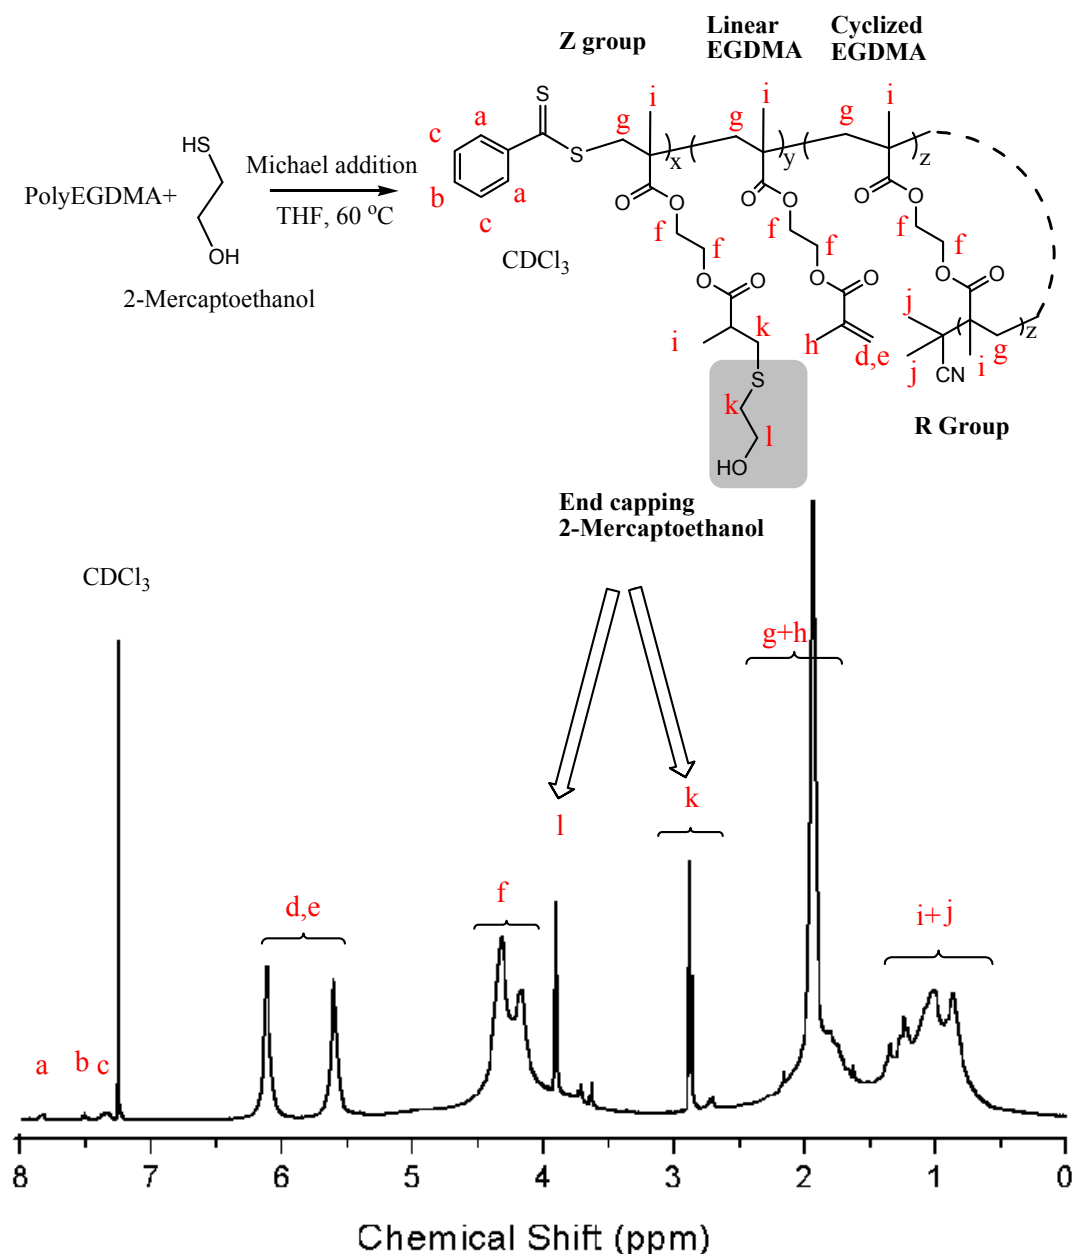 Z group
Linear
EGDMA
Cyclized
EGDMA
S
i
i
i
a
c
g
g
g
HS
S
x
y
z
Michael addition
PolyEGDMA+
THF, 60 °C
b
a
c
O
O
O
O
O
O
f
f
f
f
f
f
OH
CDCl3
2-Mercaptoethanol
O
O
O
O
O
O
j
i
k
h
d,e
j
CN
i
g
z
S
k
l
HO
R Group
End capping
2-Mercaptoethanol
CDCl3
g+h
l
k
d,e
f
i+j
a
b
c
8
7
6
5
4
3
2
1
0
Chemical Shift (ppm)